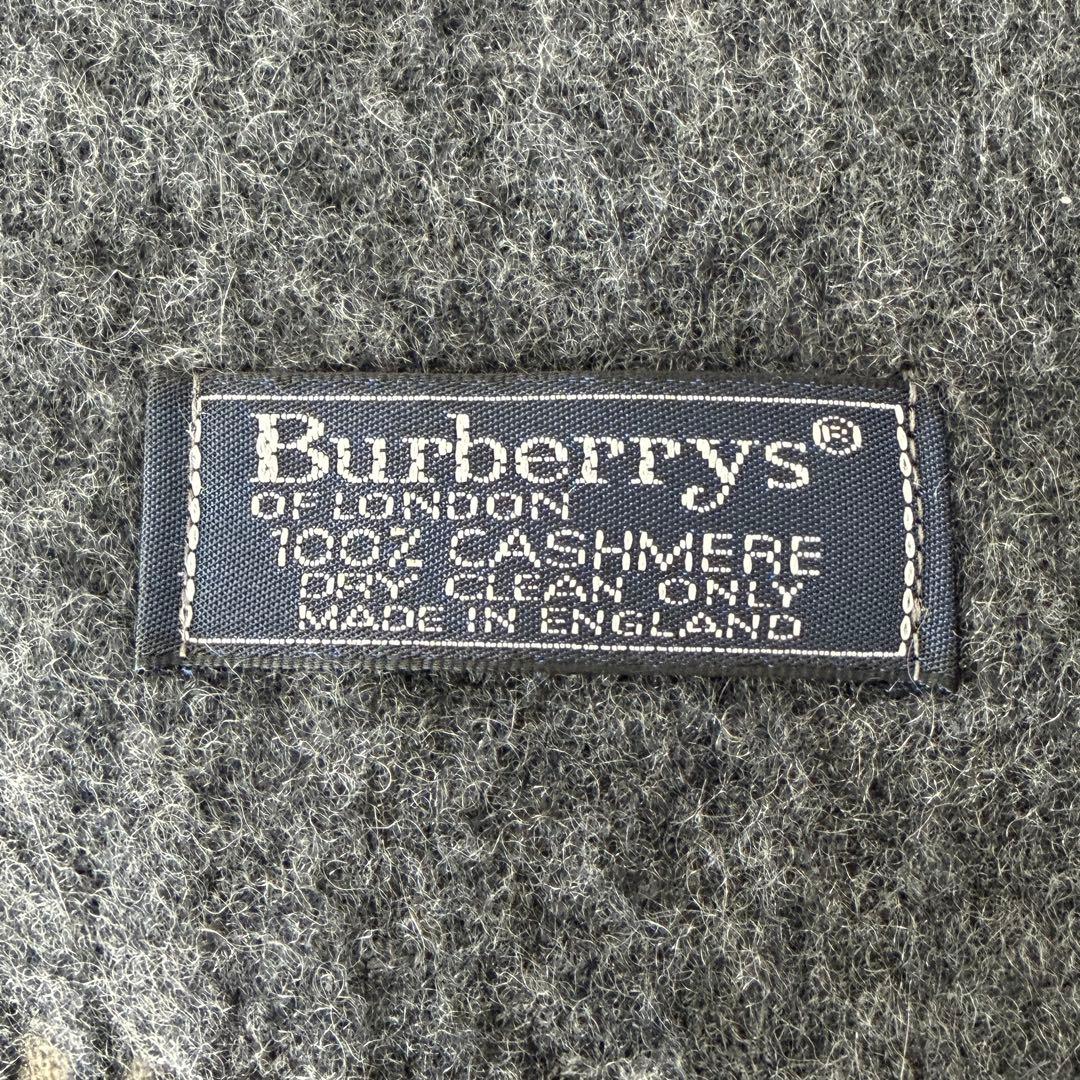 Burberrys®
OF LONDON
100% CASHMERE
DRY CLEAN ONLY
MADE IN ENGLAND